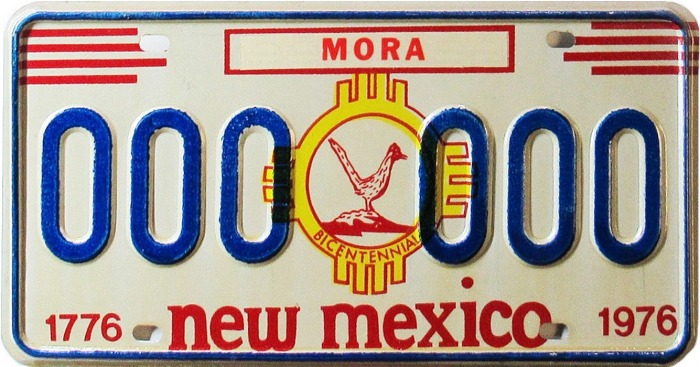 MORA
000 000
BICENTENNIAL
1776 new mexico 1976